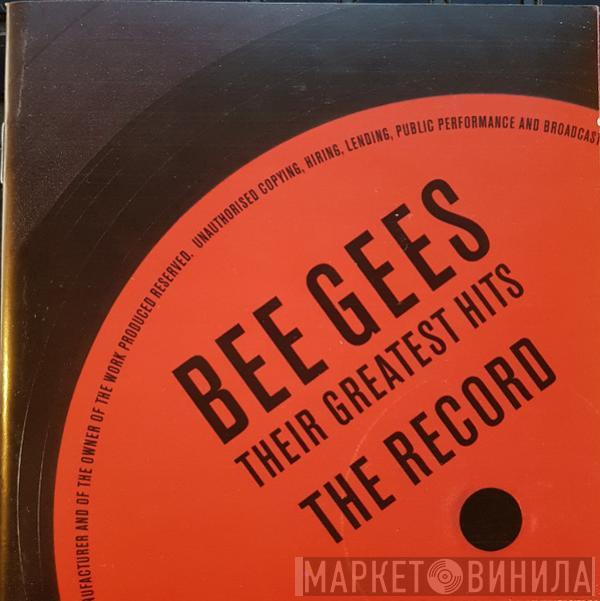 UFACTURER AND OF THE OWNER OF THE WORK PRODUCED RESERVED. UNAUTHORISED COPYING, HIRING, LENDING, PUBLIC PERFORMANCE AND BROADCAST
BEE GEES
THEIR GREATEST HITS
THE RECORD
МАРКЕТ ВИНИЛА